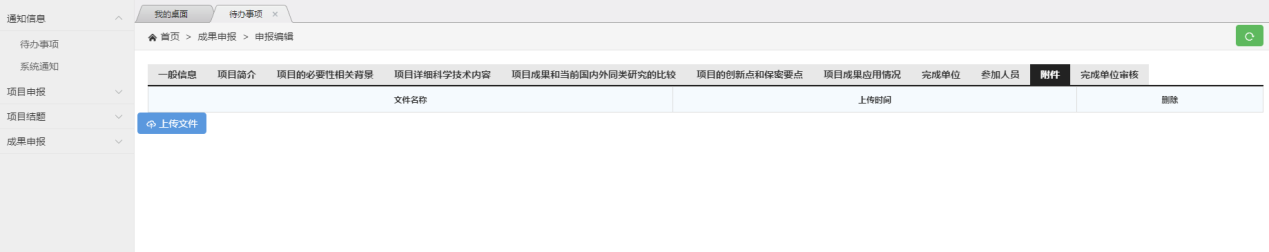 通知信息
待办事项
系统通知
项目申报
项目结题
成果申报
我的桌面 待办事项 ×
首页 > 成果申报 > 申报编辑
一般信息 项目简介 项目的必要性相关背景 项目详细科学技术内容 项目成果和当前国内外同类研究的比较 项目的创新点和保密要点 项目成果应用情况 完成单位 参加人员 附件 完成单位审核
文件名称 上传时间 删除
上传文件